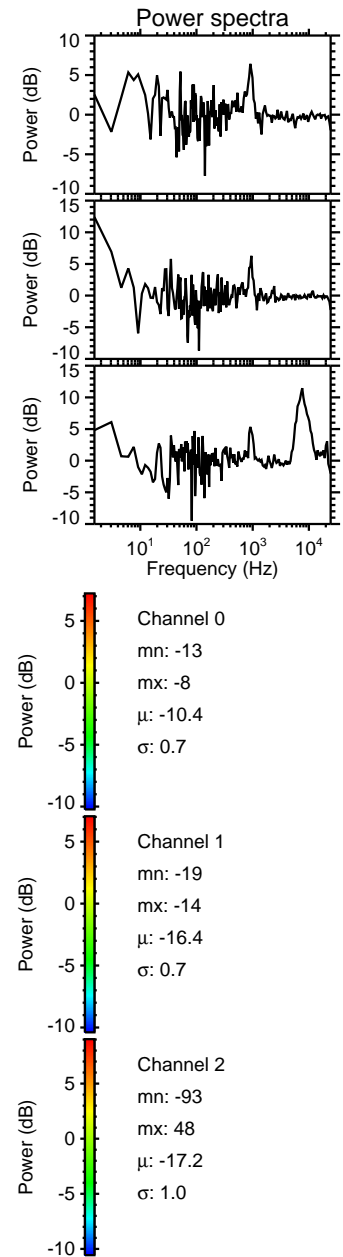 Power spectra
10
5
0
-5
-10
Power (dB)
15
10
5
0
-5
-10
Power (dB)
15
10
5
0
-5
-10
Power (dB)
10¹ 10² 10³ 10⁴
Frequency (Hz)
5
0
-5
-10
Power (dB)
Channel 0
mn: -13
mx: -8
μ: -10.4
σ: 0.7
5
0
-5
-10
Power (dB)
Channel 1
mn: -19
mx: -14
μ: -16.4
σ: 0.7
5
0
-5
-10
Power (dB)
Channel 2
mn: -93
mx: 48
μ: -17.2
σ: 1.0